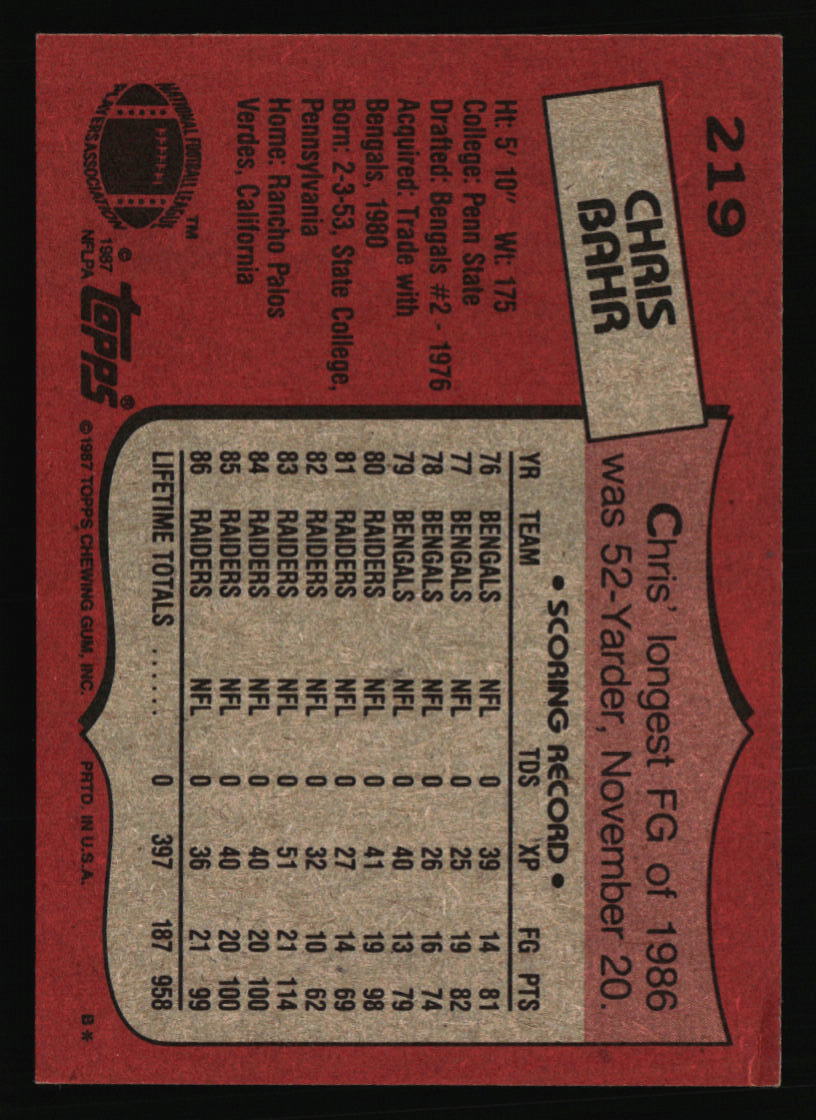 219
CHRIS
BAHR
Ht: 5' 10" Wt: 175
College: Penn State
Drafted: Bengals #2 - 1976
Acquired: Trade with
Bengals, 1980
Born: 2-3-53, State College,
Pennsylvania
Home: Rancho Palos
Verdes, California
NATIONAL FOOTBALL LEAGUE
PLAYERS ASSOCIATION
™
© 1987
NFLPA
topps®
Chris' longest FG of 1986
was 52-Yarder, November 20.
• SCORING RECORD •
YR TEAM TDS XP FG PTS
76 BENGALS NFL 0 39 14 81
77 BENGALS NFL 0 25 19 82
78 BENGALS NFL 0 26 16 74
79 BENGALS NFL 0 40 13 79
80 RAIDERS NFL 0 41 19 98
81 RAIDERS NFL 0 27 14 69
82 RAIDERS NFL 0 32 10 62
83 RAIDERS NFL 0 51 21 114
84 RAIDERS NFL 0 40 20 100
85 RAIDERS NFL 0 40 20 100
86 RAIDERS NFL 0 36 21 99
LIFETIME TOTALS ...... 0 397 187 958
© 1987 TOPPS CHEWING GUM, INC. PRTD. IN U.S.A. B*